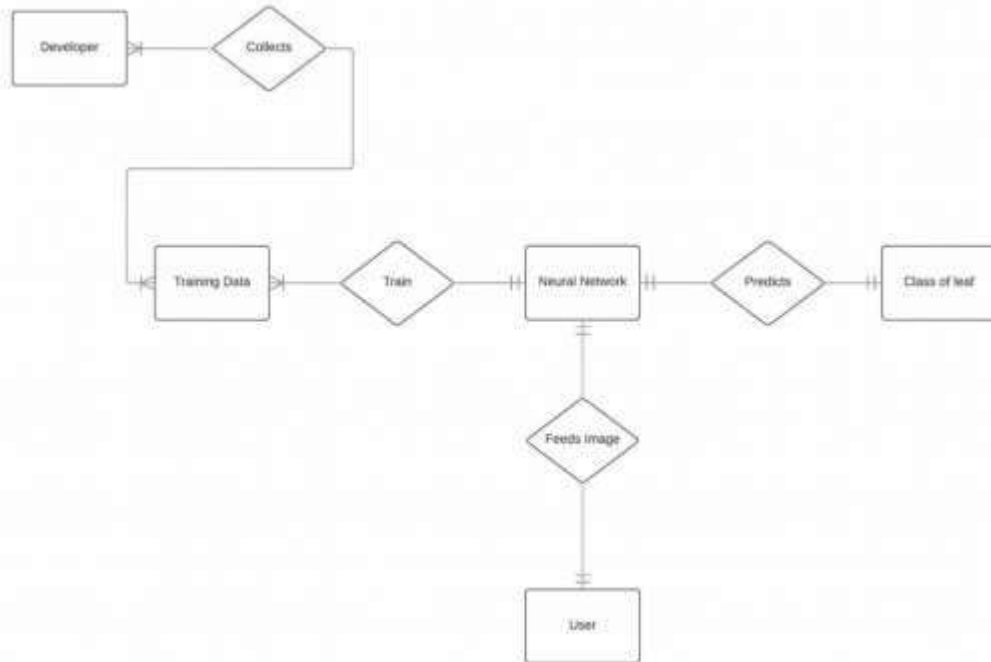 Developer
Collects
Training Data
Train
Neural Network
Predicts
Class of leaf
Feeds Image
User